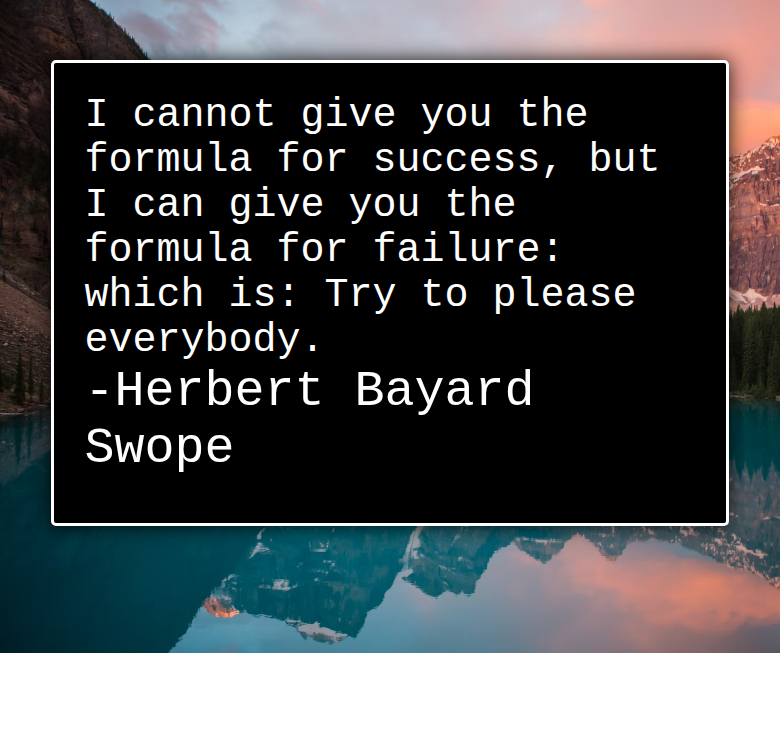 I cannot give you the
formula for success, but
I can give you the
formula for failure:
which is: Try to please
everybody.
-Herbert Bayard
Swope